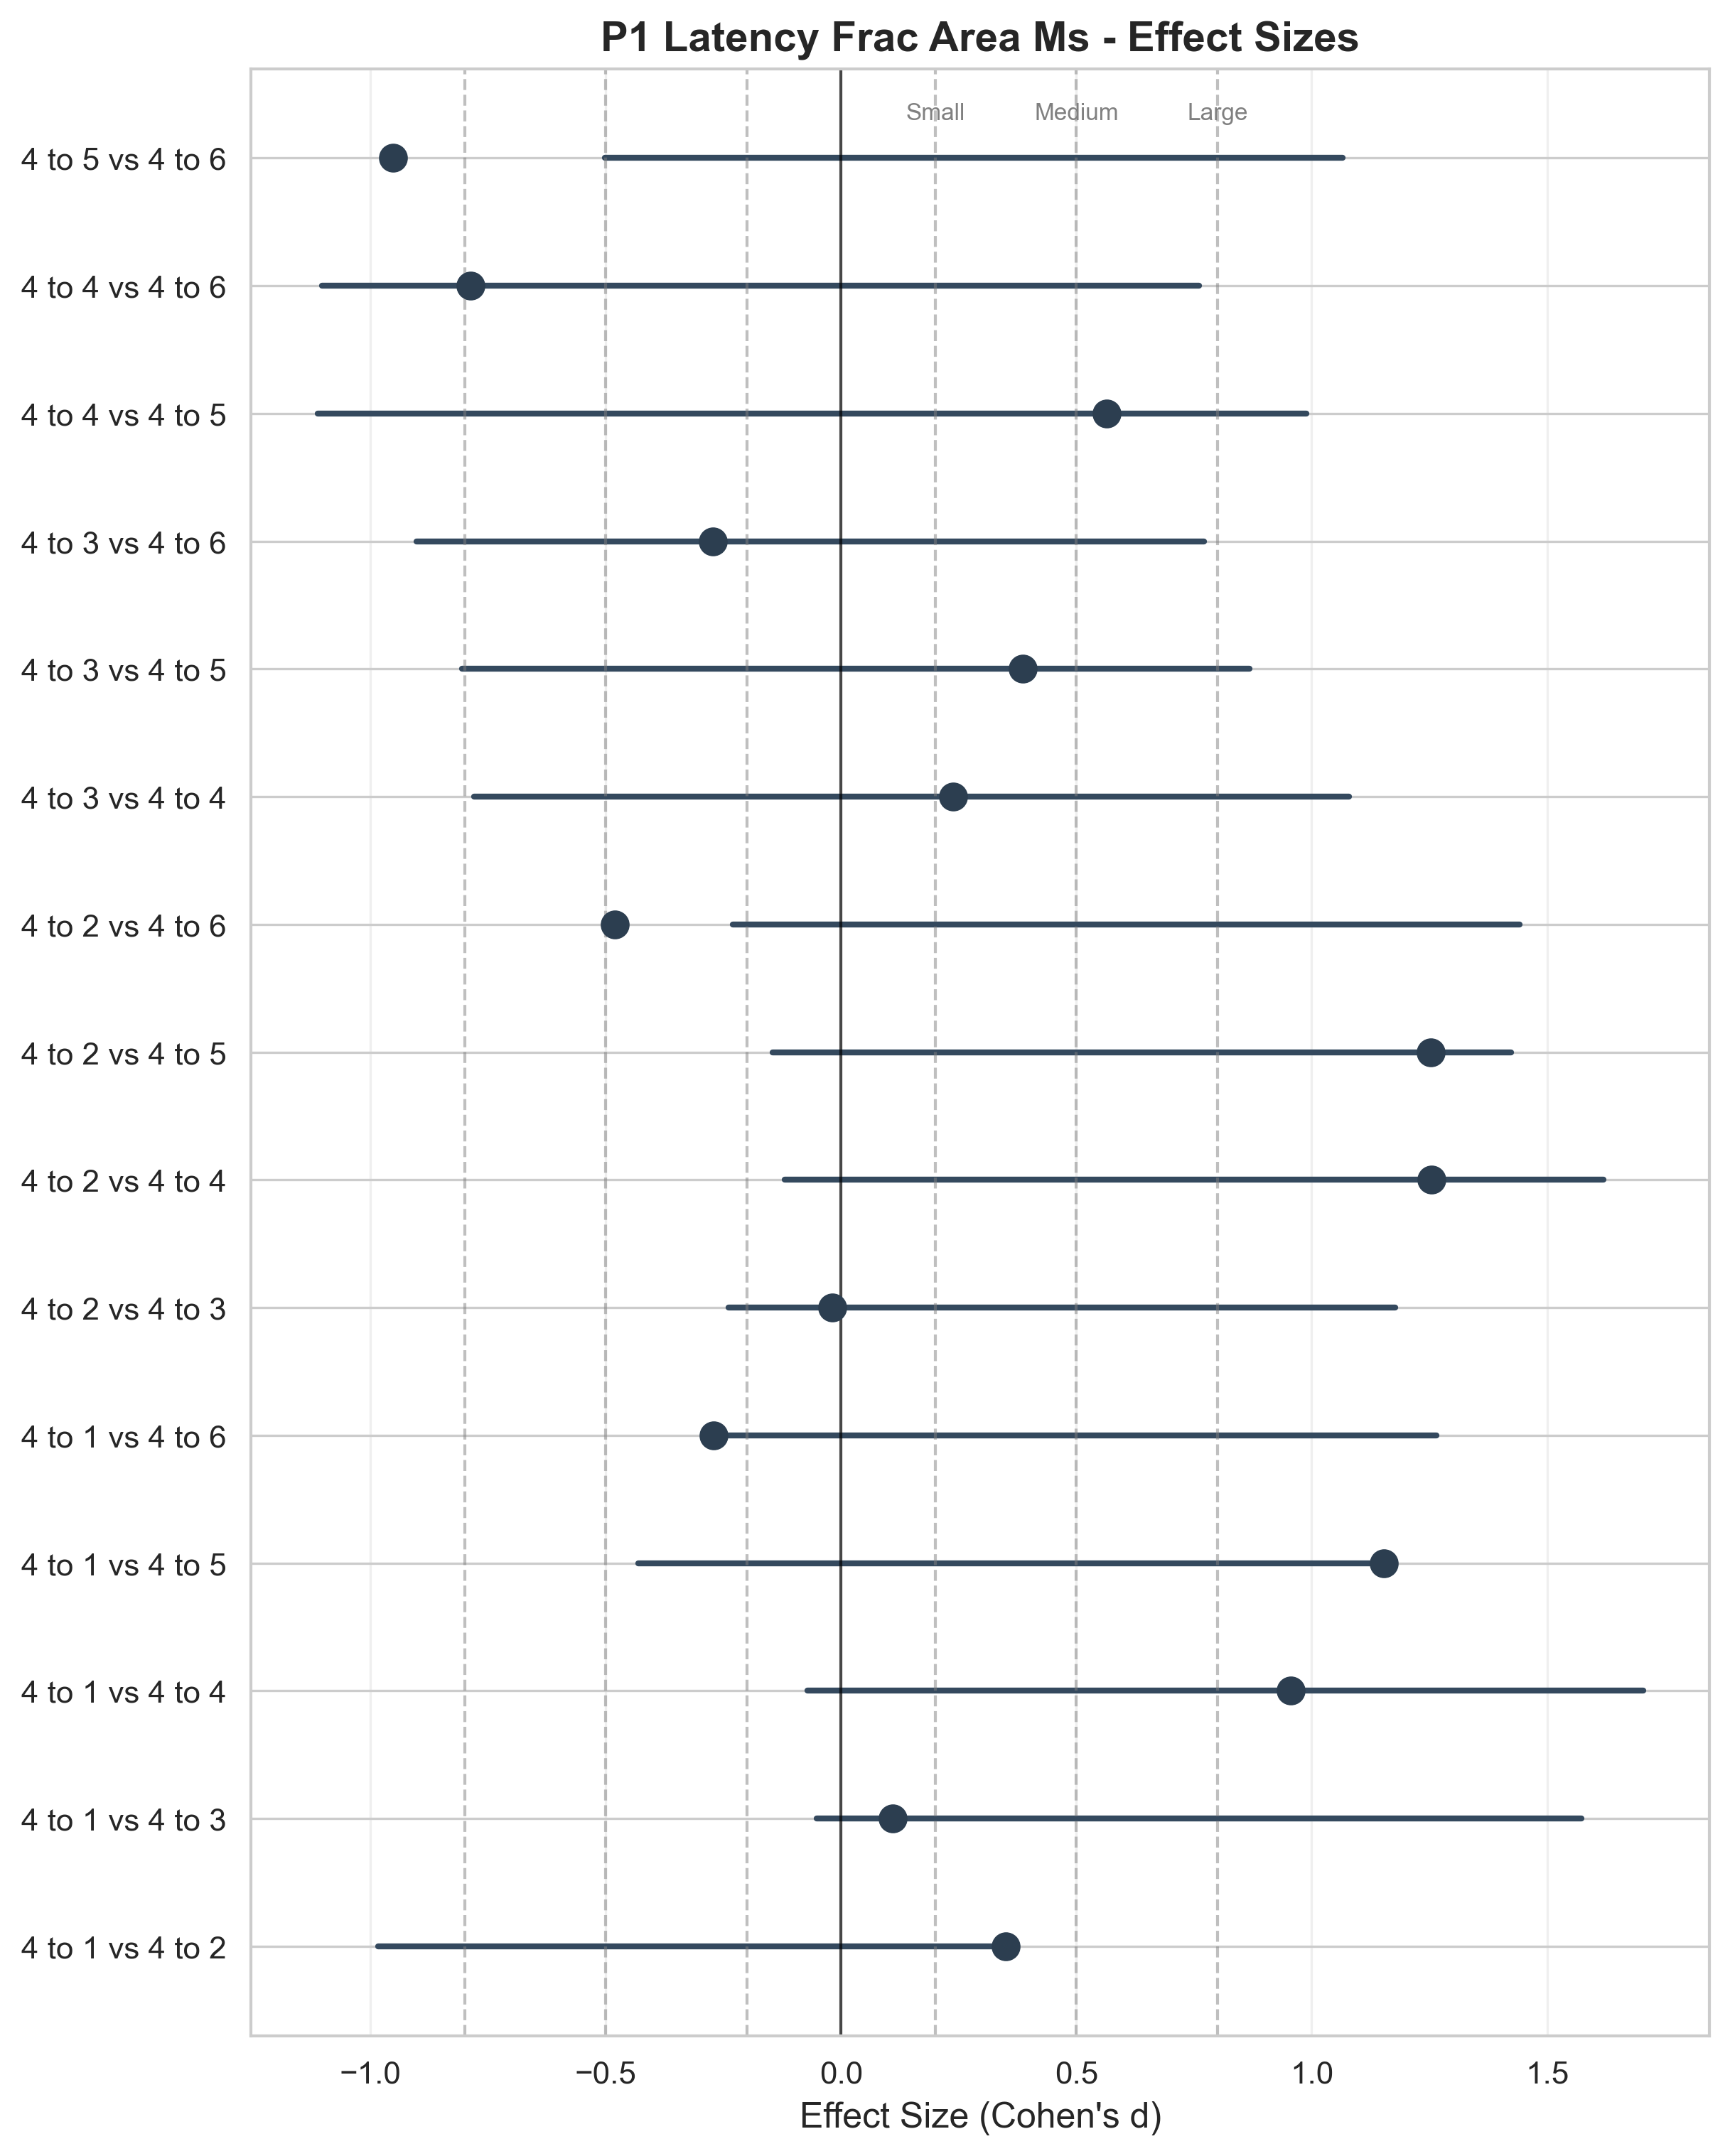 P1 Latency Frac Area Ms - Effect Sizes
Small Medium Large
4 to 5 vs 4 to 6
4 to 4 vs 4 to 6
4 to 4 vs 4 to 5
4 to 3 vs 4 to 6
4 to 3 vs 4 to 5
4 to 3 vs 4 to 4
4 to 2 vs 4 to 6
4 to 2 vs 4 to 5
4 to 2 vs 4 to 4
4 to 2 vs 4 to 3
4 to 1 vs 4 to 6
4 to 1 vs 4 to 5
4 to 1 vs 4 to 4
4 to 1 vs 4 to 3
4 to 1 vs 4 to 2
−1.0 −0.5 0.0 0.5 1.0 1.5
Effect Size (Cohen's d)